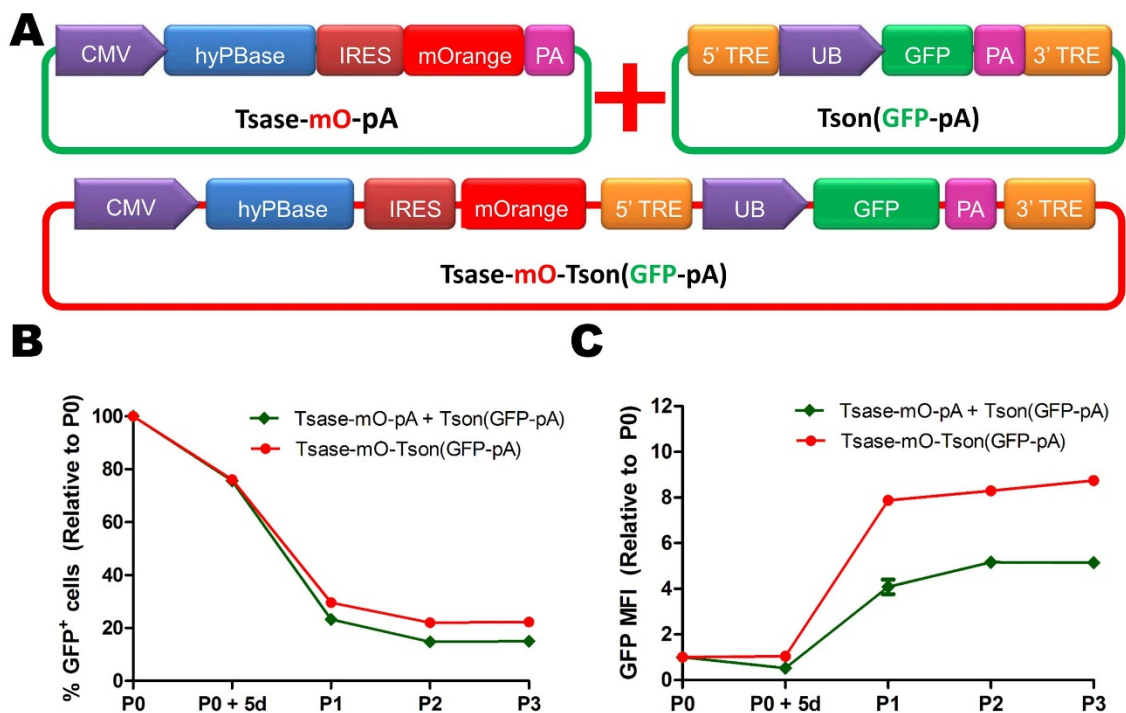 A
CMV hyPBase IRES mOrange PA
5' TRE UB GFP PA 3' TRE
Tsase-mO-pA
Tson(GFP-pA)
CMV hyPBase IRES mOrange 5' TRE UB GFP PA 3' TRE
Tsase-mO-Tson(GFP-pA)
B
% GFP+ cells (Relative to P0)
100
80
60
40
20
0
Tsase-mO-pA + Tson(GFP-pA)
Tsase-mO-Tson(GFP-pA)
P0 P0 + 5d P1 P2 P3
C
GFP MFI (Relative to P0)
12
10
8
6
4
2
0
Tsase-mO-pA + Tson(GFP-pA)
Tsase-mO-Tson(GFP-pA)
P0 P0 + 5d P1 P2 P3